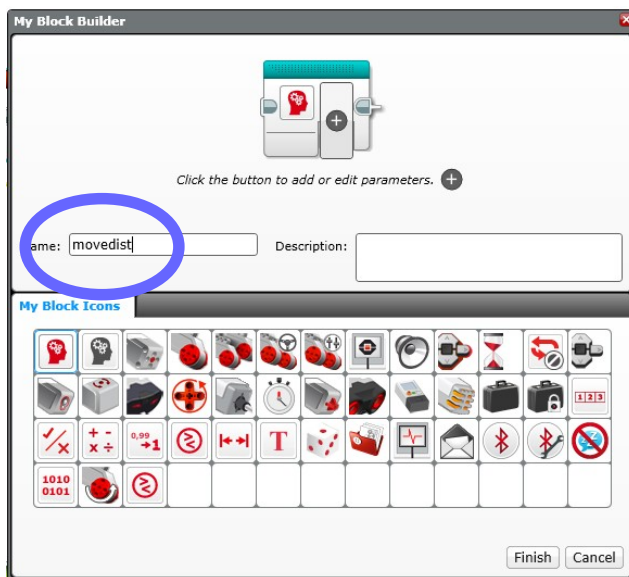 My Block Builder
Click the button to add or edit parameters.
ame: movedist Description:
My Block Icons
1 2 3
0,99
→1
T
1010
0101
Finish Cancel